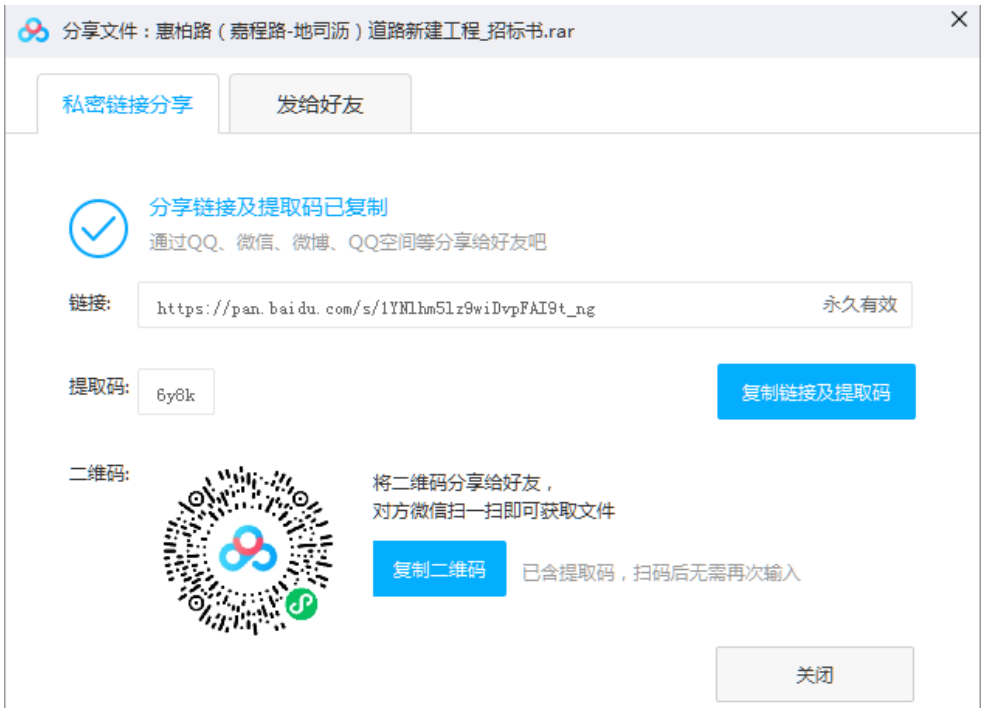 分享文件：惠柏路（嘉程路-地司沥）道路新建工程_招标书.rar
私密链接分享
发给好友
分享链接及提取码已复制
通过QQ、微信、微博、QQ空间等分享给好友吧
链接: https://pan.baidu.com/s/1YNlhm5lz9wiDvpFAI9t_ng 永久有效
提取码: 6y8k 复制链接及提取码
二维码:
将二维码分享给好友，
对方微信扫一扫即可获取文件
复制二维码 已含提取码，扫码后无需再次输入
关闭